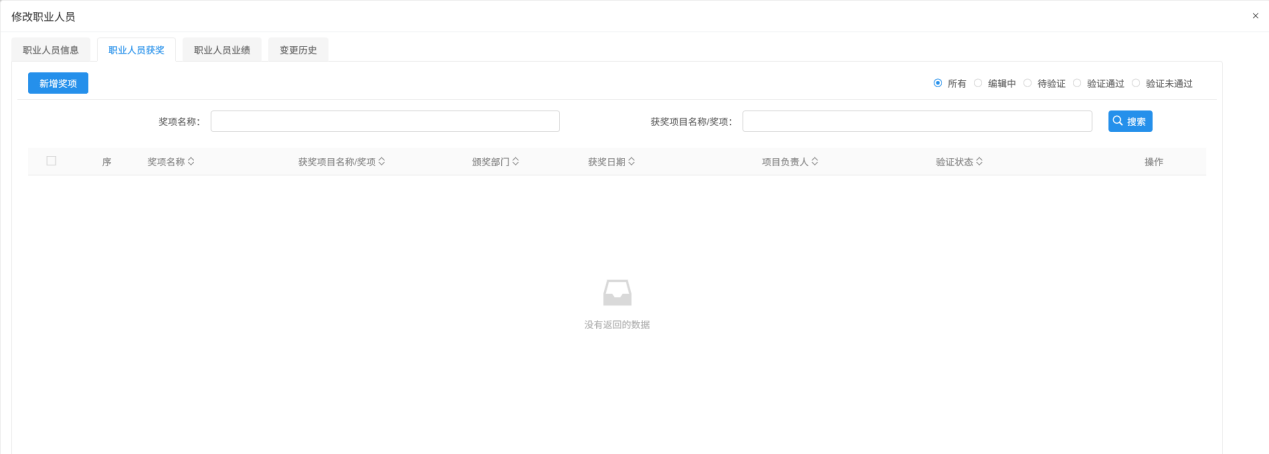 修改职业人员 ×
职业人员信息 职业人员获奖 职业人员业绩 变更历史
新增奖项 所有 编辑中 待验证 验证通过 验证未通过
奖项名称： 获奖项目名称/奖项： 搜索
序 奖项名称 获奖项目名称/奖项 颁奖部门 获奖日期 项目负责人 验证状态 操作
没有返回的数据